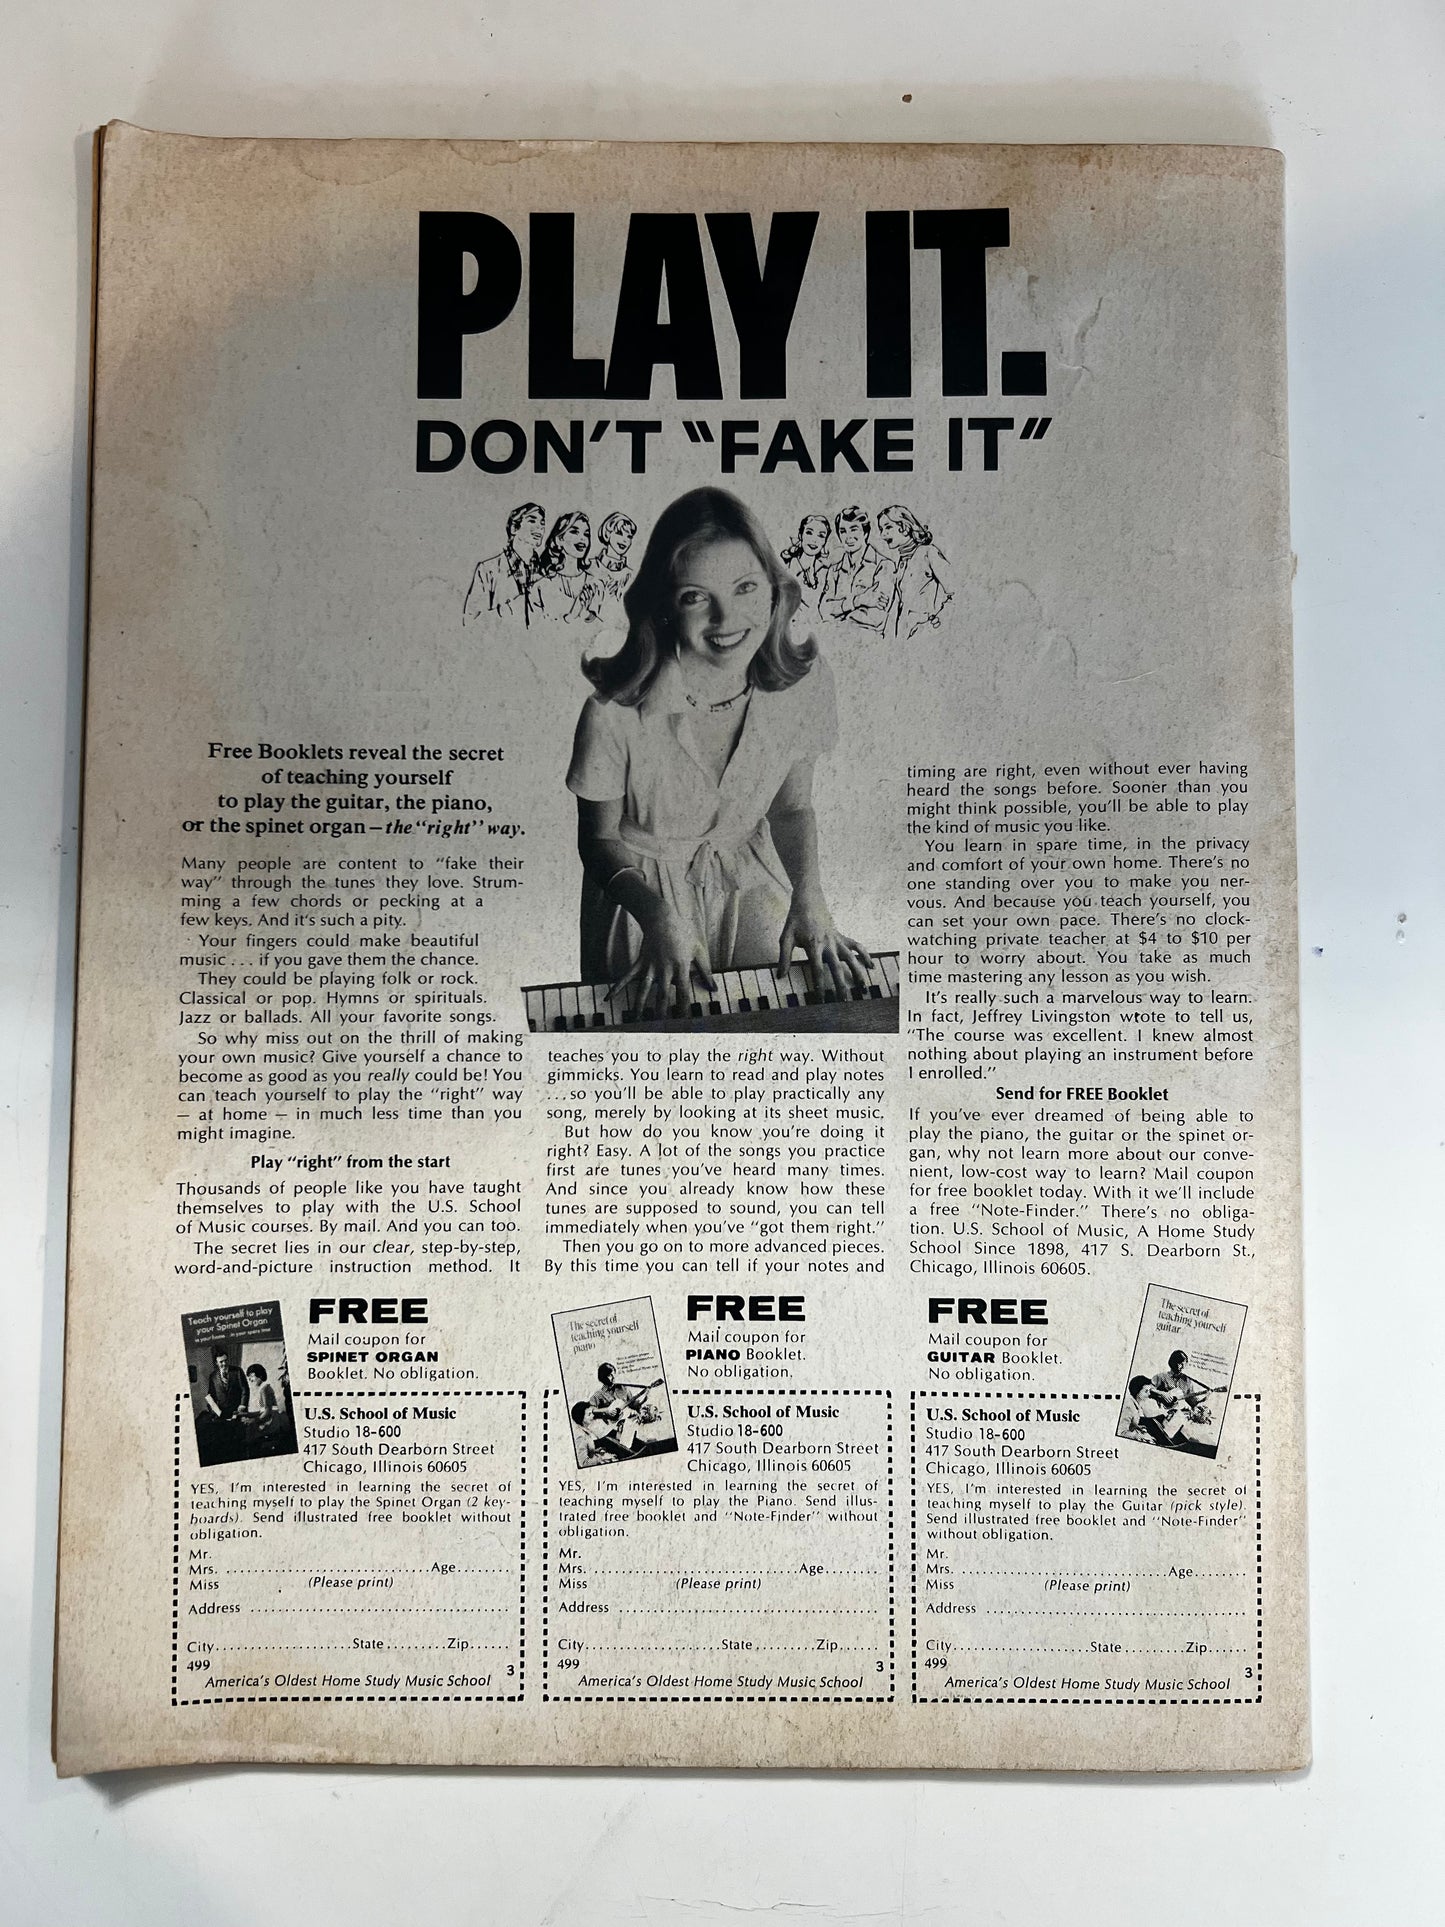 PLAY IT.
DON'T "FAKE IT"
Free Booklets reveal the secret
of teaching yourself
to play the guitar, the piano,
or the spinet organ—the "right" way.
Many people are content to "fake their
way" through the tunes they love. Strum-
ming a few chords or pecking at a
few keys. And it's such a pity.
Your fingers could make beautiful
music . . . if you gave them the chance.
They could be playing folk or rock.
Classical or pop. Hymns or spirituals.
Jazz or ballads. All your favorite songs.
So why miss out on the thrill of making
your own music? Give yourself a chance to
become as good as you really could be! You
can teach yourself to play the "right" way
— at home — in much less time than you
might imagine.
Play "right" from the start
Thousands of people like you have taught
themselves to play with the U.S. School
of Music courses. By mail. And you can too.
The secret lies in our clear, step-by-step,
word-and-picture instruction method. It
teaches you to play the right way. Without
gimmicks. You learn to read and play notes
. . . so you'll be able to play practically any
song, merely by looking at its sheet music.
But how do you know you're doing it
right? Easy. A lot of the songs you practice
first are tunes you've heard many times.
And since you already know how these
tunes are supposed to sound, you can tell
immediately when you've "got them right."
Then you go on to more advanced pieces.
By this time you can tell if your notes and
timing are right, even without ever having
heard the songs before. Sooner than you
might think possible, you'll be able to play
the kind of music you like.
You learn in spare time, in the privacy
and comfort of your own home. There's no
one standing over you to make you ner-
vous. And because you teach yourself, you
can set your own pace. There's no clock-
watching private teacher at $4 to $10 per
hour to worry about. You take as much
time mastering any lesson as you wish.
It's really such a marvelous way to learn.
In fact, Jeffrey Livingston wrote to tell us,
"The course was excellent. I knew almost
nothing about playing an instrument before
I enrolled."
Send for FREE Booklet
If you've ever dreamed of being able to
play the piano, the guitar or the spinet or-
gan, why not learn more about our conve-
nient, low-cost way to learn? Mail coupon
for free booklet today. With it we'll include
a free "Note-Finder." There's no obliga-
tion. U.S. School of Music, A Home Study
School Since 1898, 417 S. Dearborn St.,
Chicago, Illinois 60605.
Teach yourself to play
your Spinet Organ
in your home . . . in your spare time
FREE
Mail coupon for
SPINET ORGAN
Booklet. No obligation.
U.S. School of Music
Studio 18-600
417 South Dearborn Street
Chicago, Illinois 60605
YES, I'm interested in learning the secret of
teaching myself to play the Spinet Organ (2 key-
boards). Send illustrated free booklet without
obligation.
Mr.
Mrs. ..............................Age........
Miss (Please print)
Address .....................................
City....................State.........Zip......
499 3
America's Oldest Home Study Music School
The secret of
teaching yourself
piano
FREE
Mail coupon for
PIANO Booklet.
No obligation.
U.S. School of Music
Studio 18-600
417 South Dearborn Street
Chicago, Illinois 60605
YES, I'm interested in learning the secret of
teaching myself to play the Piano. Send illus-
trated free booklet and "Note-Finder" without
obligation.
Mr.
Mrs. ..............................Age........
Miss (Please print)
Address .....................................
City....................State.........Zip......
499 3
America's Oldest Home Study Music School
FREE
Mail coupon for
GUITAR Booklet.
No obligation.
The secret of
teaching yourself
guitar
U.S. School of Music
Studio 18-600
417 South Dearborn Street
Chicago, Illinois 60605
YES, I'm interested in learning the secret of
teaching myself to play the Guitar (pick style).
Send illustrated free booklet and "Note-Finder"
without obligation.
Mr.
Mrs. ..............................Age........
Miss (Please print)
Address .....................................
City....................State.........Zip......
499 3
America's Oldest Home Study Music School